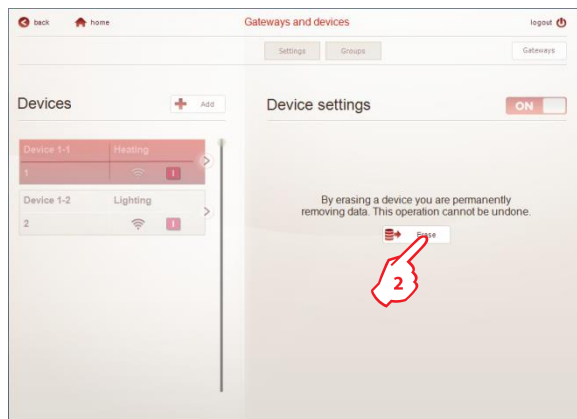 back home Gateways and devices logout
Settings Groups Gateways
Devices Add Device settings ON
Device 1-1 Heating
1 I
Device 1-2 Lighting
2 I
By erasing a device you are permanently
removing data. This operation cannot be undone.
Erase
2